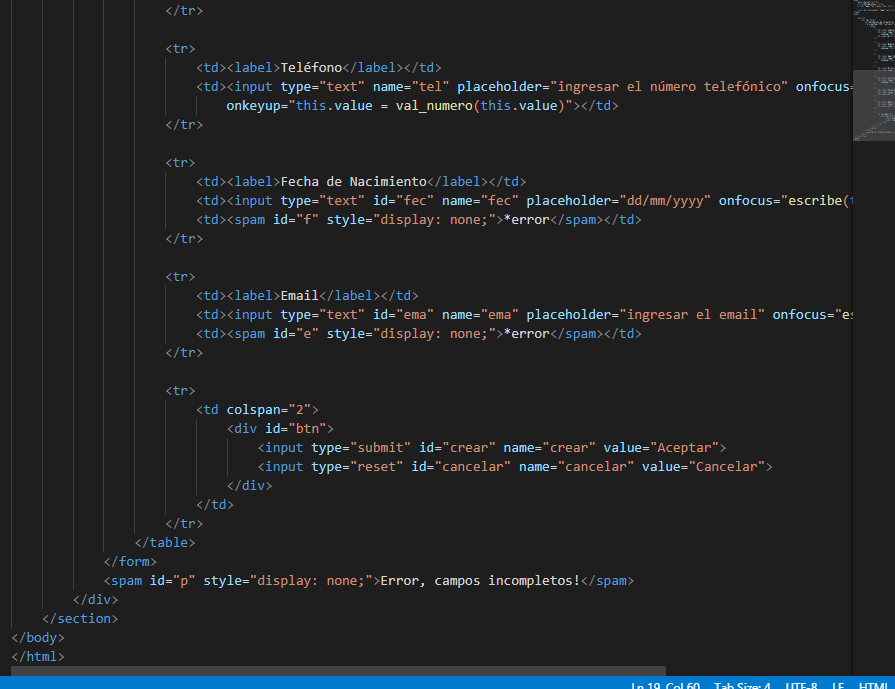 </tr>
<tr>
<td><label>Teléfono</label></td>
<td><input type="text" name="tel" placeholder="ingresar el número telefónico" onfocus=
onkeyup="this.value = val_numero(this.value)"></td>
</tr>
<tr>
<td><label>Fecha de Nacimiento</label></td>
<td><input type="text" id="fec" name="fec" placeholder="dd/mm/yyyy" onfocus="escribe(
<td><spam id="f" style="display: none;">*error</spam></td>
</tr>
<tr>
<td><label>Email</label></td>
<td><input type="text" id="ema" name="ema" placeholder="ingresar el email" onfocus="es
<td><spam id="e" style="display: none;">*error</spam></td>
</tr>
<tr>
<td colspan="2">
<div id="btn">
<input type="submit" id="crear" name="crear" value="Aceptar">
<input type="reset" id="cancelar" name="cancelar" value="Cancelar">
</div>
</td>
</tr>
</table>
</form>
<spam id="p" style="display: none;">Error, campos incompletos!</spam>
</div>
</section>
</body>
</html>
Ln 19, Col 60 Tab Size: 4 UTF-8 LF HTML